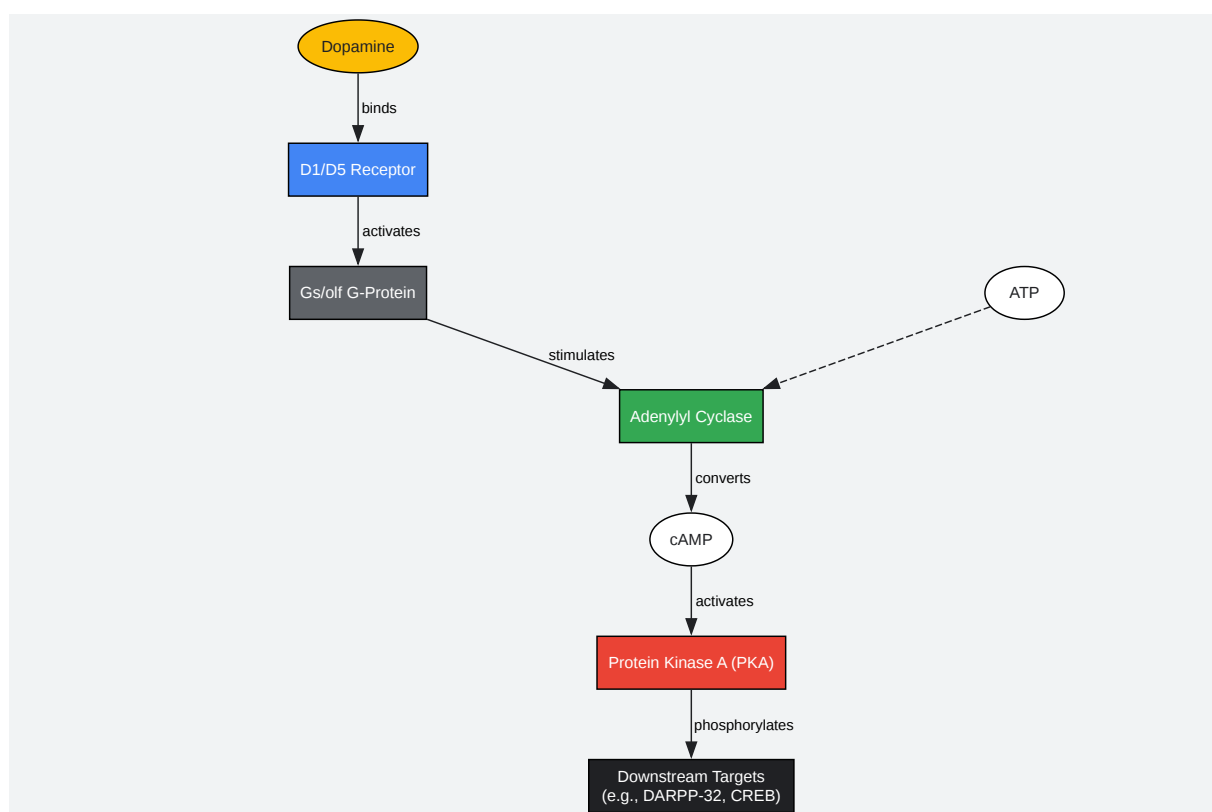 Dopamine
binds
D1/D5 Receptor
activates
Gs/olf G-Protein
ATP
stimulates
Adenylyl Cyclase
converts
cAMP
activates
Protein Kinase A (PKA)
phosphorylates
Downstream Targets
(e.g., DARPP-32, CREB)